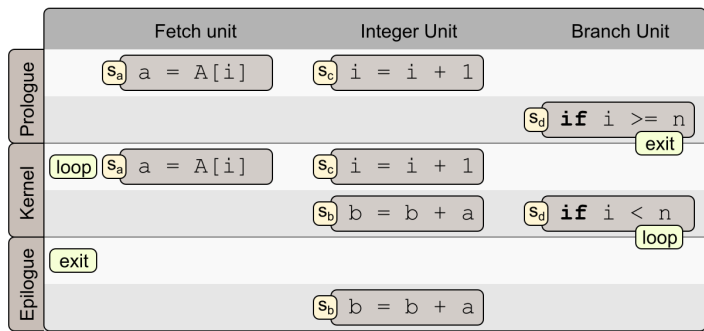 Fetch unit Integer Unit Branch Unit
Prologue
Sa a = A[i] Sc i = i + 1
Sd if i >= n
exit
Kernel
loop Sa a = A[i] Sc i = i + 1
Sb b = b + a Sd if i < n
loop
Epilogue
exit
Sb b = b + a